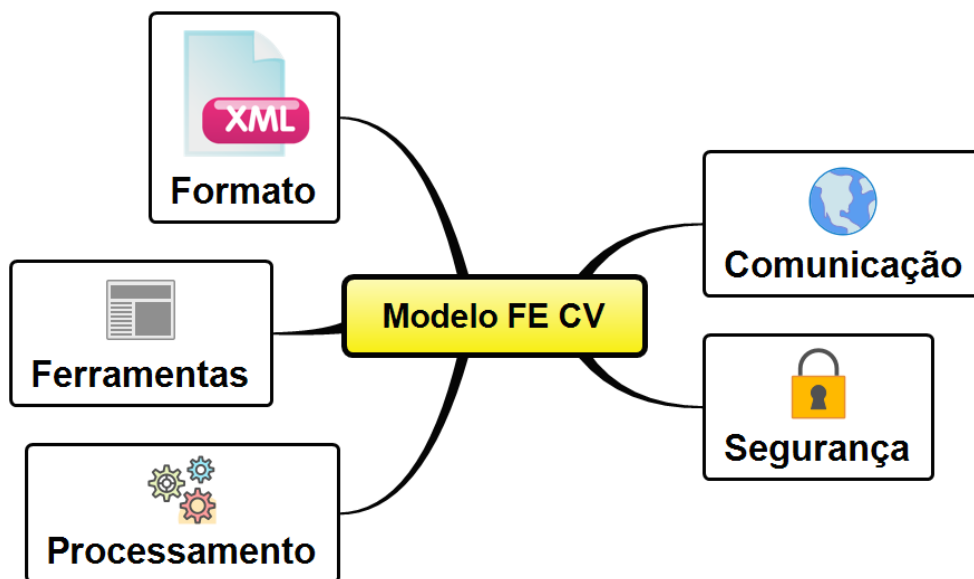 XML
Formato
Ferramentas
Processamento
Modelo FE CV
Comunicação
Segurança